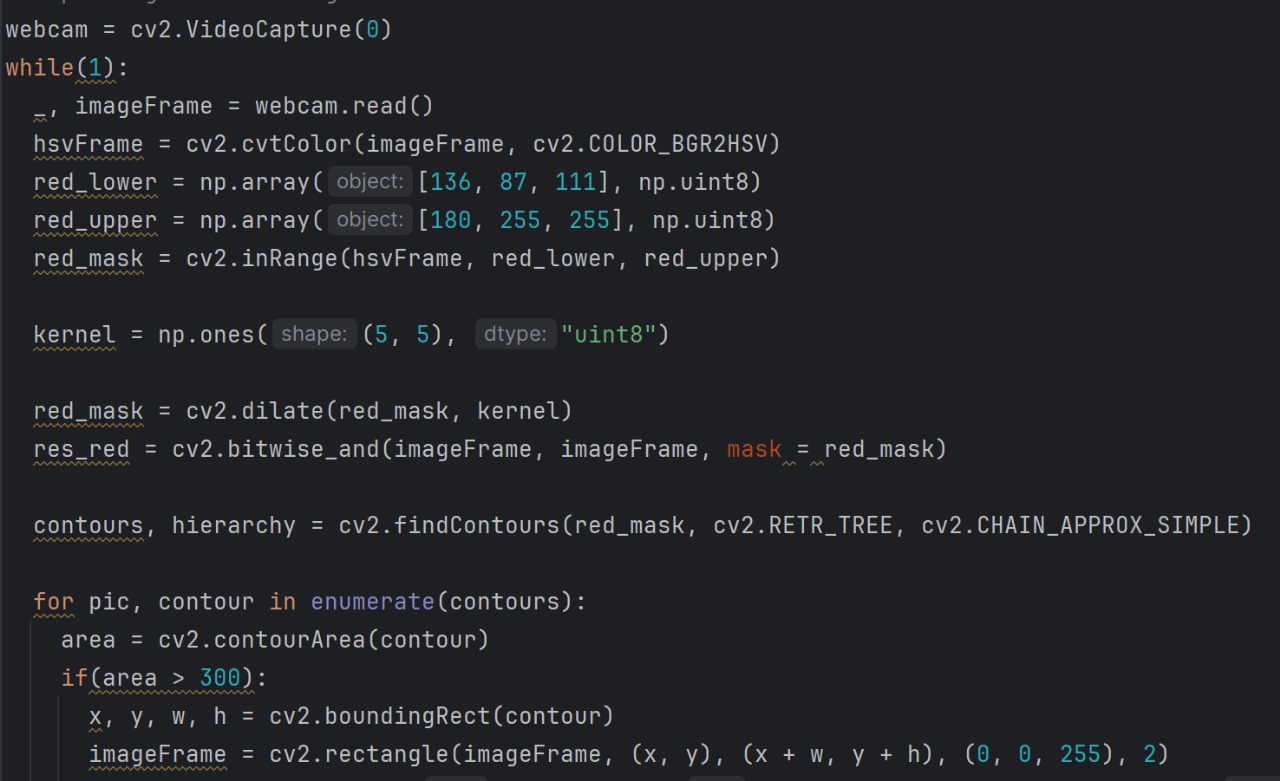 webcam = cv2.VideoCapture(0)
while(1):
  _, imageFrame = webcam.read()
  hsvFrame = cv2.cvtColor(imageFrame, cv2.COLOR_BGR2HSV)
  red_lower = np.array( object: [136, 87, 111], np.uint8)
  red_upper = np.array( object: [180, 255, 255], np.uint8)
  red_mask = cv2.inRange(hsvFrame, red_lower, red_upper)
  kernel = np.ones( shape: (5, 5), dtype: "uint8")
  red_mask = cv2.dilate(red_mask, kernel)
  res_red = cv2.bitwise_and(imageFrame, imageFrame, mask = red_mask)
  contours, hierarchy = cv2.findContours(red_mask, cv2.RETR_TREE, cv2.CHAIN_APPROX_SIMPLE)
  for pic, contour in enumerate(contours):
    area = cv2.contourArea(contour)
    if(area > 300):
      x, y, w, h = cv2.boundingRect(contour)
      imageFrame = cv2.rectangle(imageFrame, (x, y), (x + w, y + h), (0, 0, 255), 2)